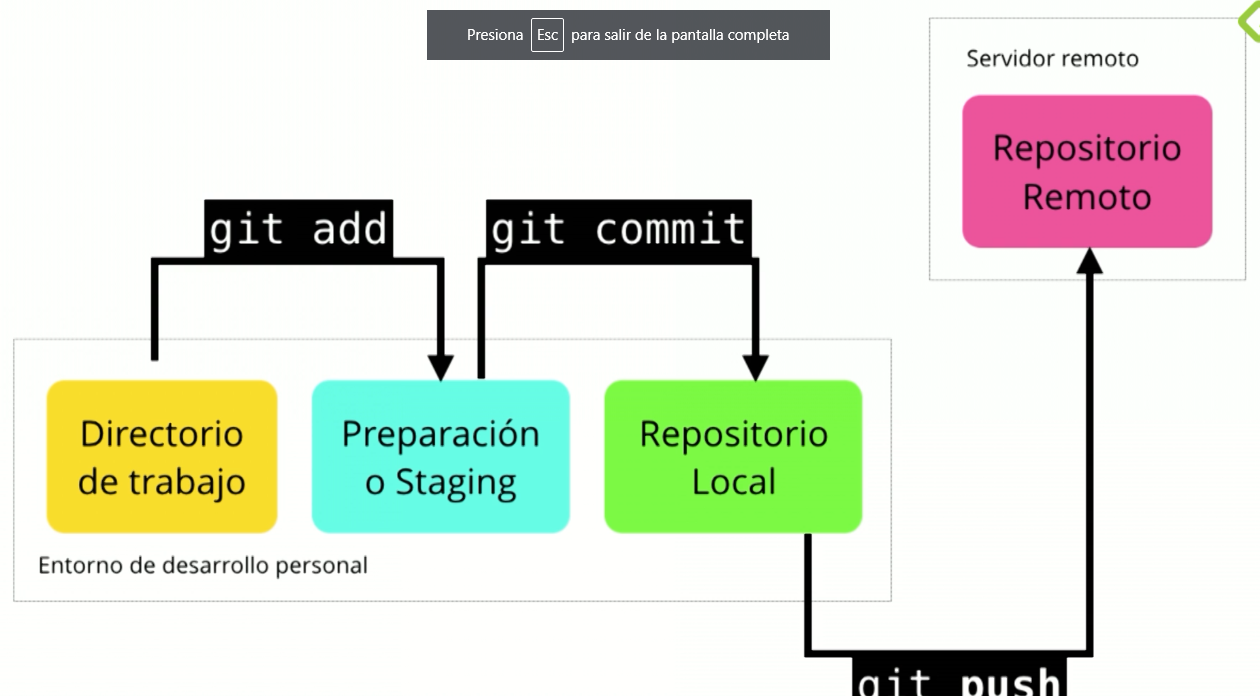 Presiona Esc para salir de la pantalla completa
Servidor remoto
Repositorio
Remoto
git add
git commit
Directorio
de trabajo
Preparación
o Staging
Repositorio
Local
Entorno de desarrollo personal
git push